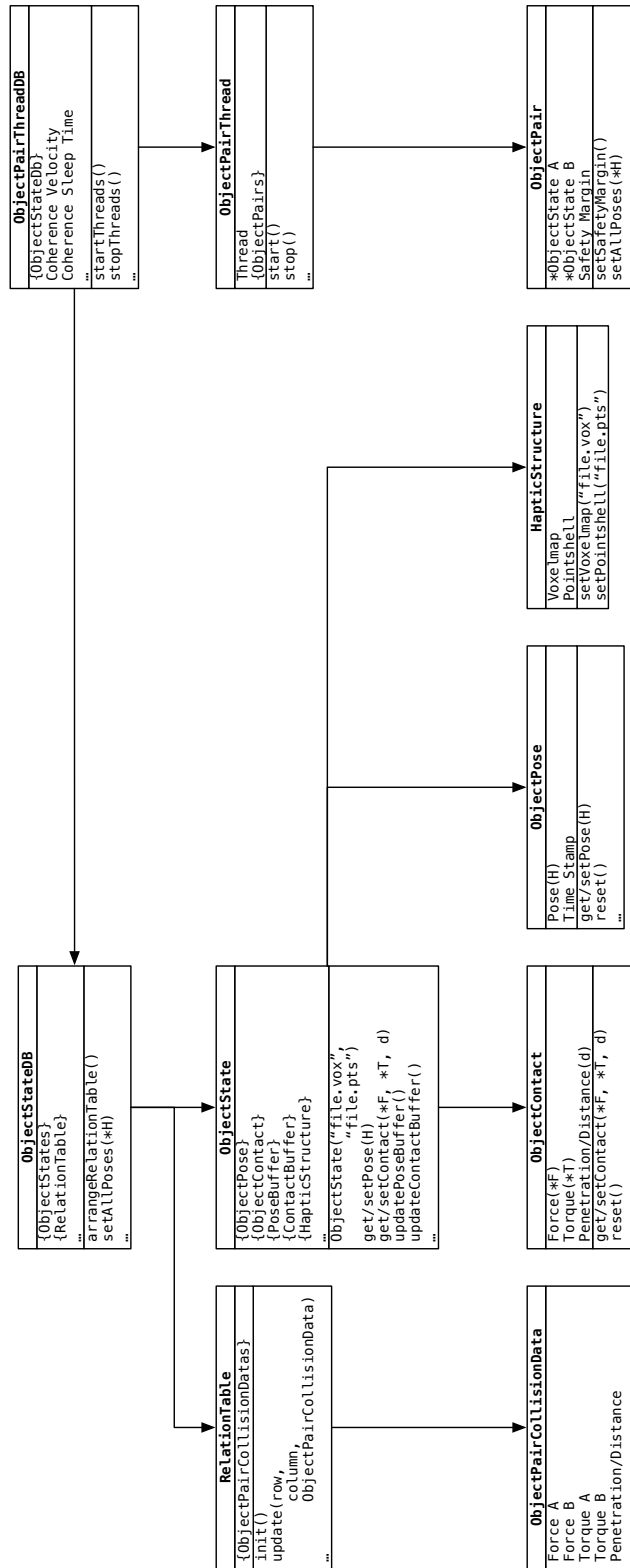 ObjectPairThreadDB
{ObjectStateDb}
Coherence Velocity
Coherence Sleep Time
…
startThreads()
stopThreads()
…
ObjectStateDB
{ObjectStates}
{RelationTable}
…
arrangeRelationTable()
setAllPoses(*H)
…
RelationTable
{ObjectPairCollisionDatas}
init()
update(row,
column,
ObjectPairCollisionData)
…
ObjectState
{ObjectPose}
{ObjectContact}
{PoseBuffer}
{ContactBuffer}
{HapticStructure}
…
ObjectState(“file.vox”,
“file.pts”)
get/setPose(H)
get/setContact(*F, *T, d)
updatePoseBuffer()
updateContactBuffer()
…
ObjectPairThread
Thread
{ObjectPairs}
start()
stop()
…
ObjectPairCollisionData
Force A
Force B
Torque A
Torque B
Penetration/Distance
ObjectContact
Force(*F)
Torque(*T)
Penetration/Distance(d)
get/setContact(*F, *T, d)
reset()
…
ObjectPose
Pose(H)
Time Stamp
get/setPose(H)
reset()
…
HapticStructure
Voxelmap
Pointshell
setVoxelmap(“file.vox”)
setPointshell(“file.pts”)
ObjectPair
*ObjectState A
*ObjectState B
Safety Margin
setSafetyMargin()
setAllPoses(*H)
…